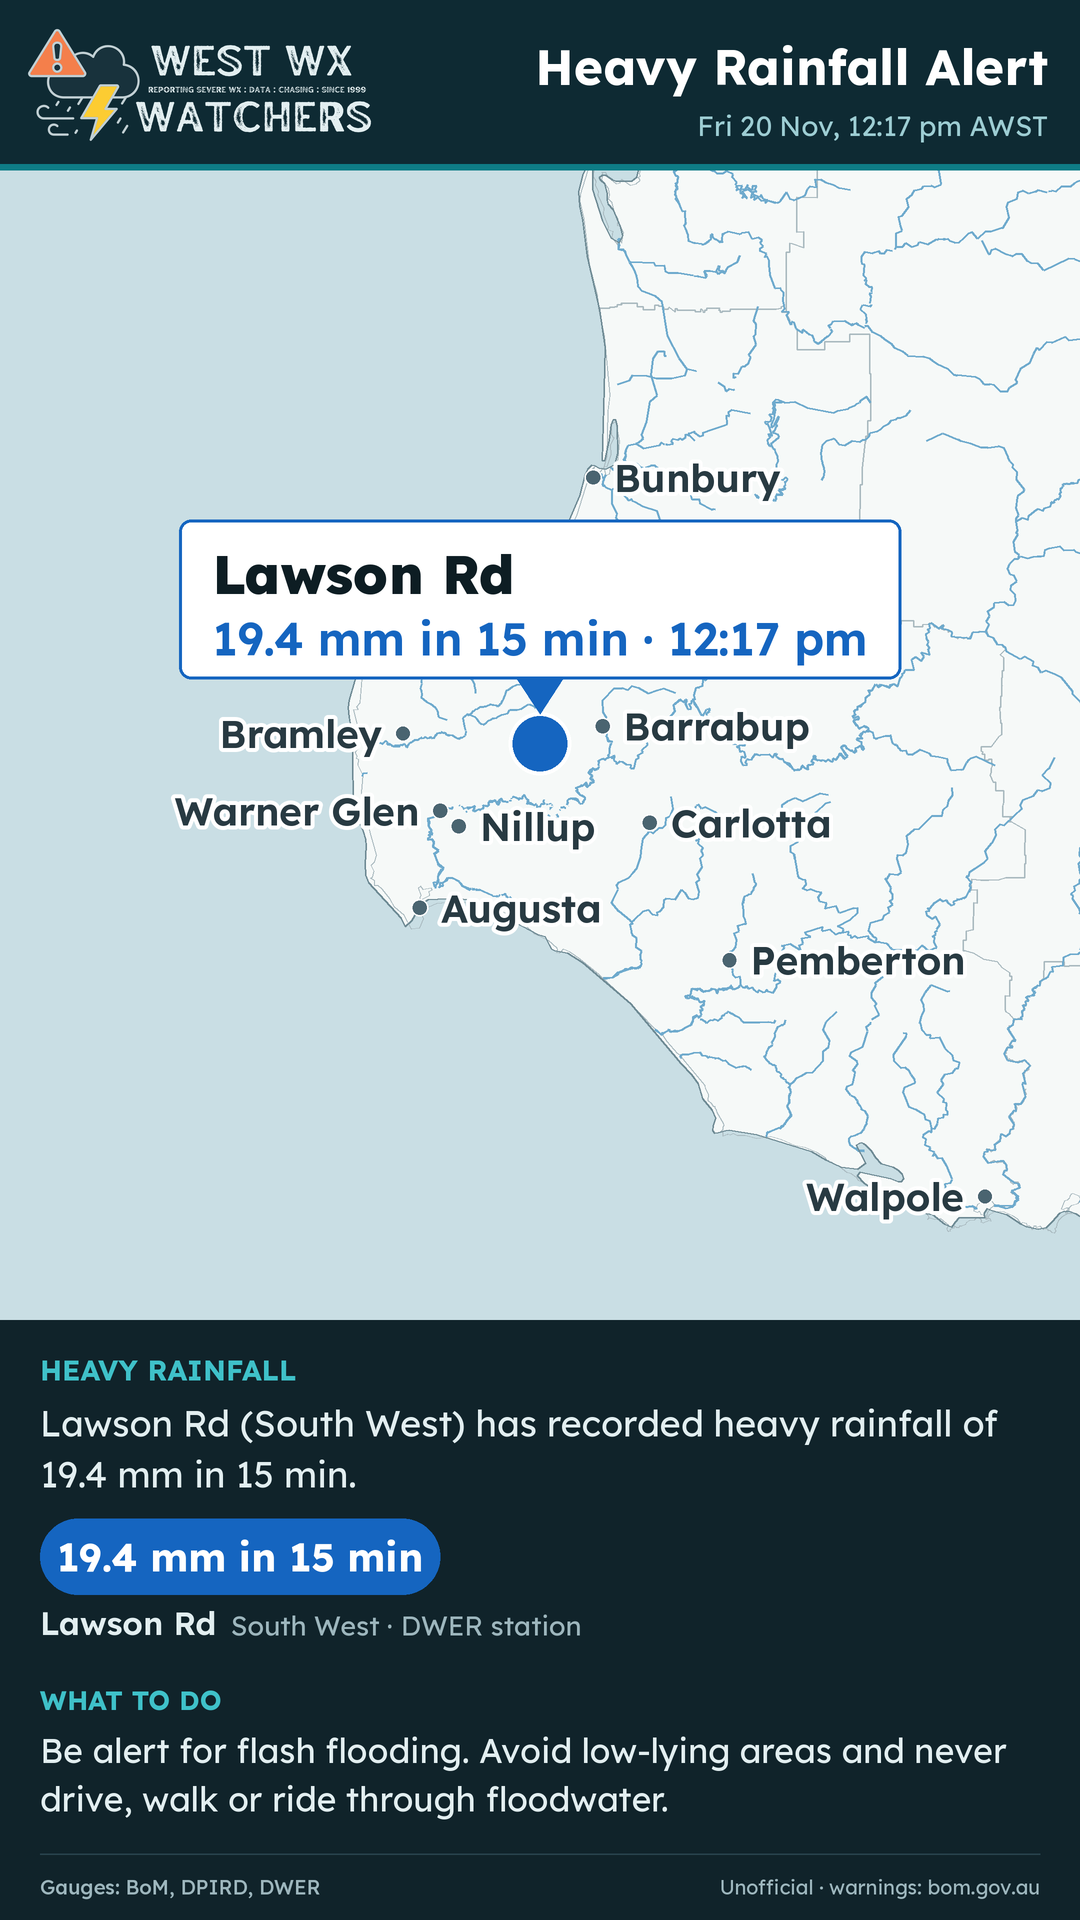 WEST WX
REPORTING SEVERE WX : DATA : CHASING : SINCE 1999
WATCHERS
Heavy Rainfall Alert
Fri 20 Nov, 12:17 pm AWST
Bunbury
Lawson Rd
19.4 mm in 15 min · 12:17 pm
Bramley
Barrabup
Warner Glen
Nillup
Carlotta
Augusta
Pemberton
Walpole
HEAVY RAINFALL
Lawson Rd (South West) has recorded heavy rainfall of
19.4 mm in 15 min.
19.4 mm in 15 min
Lawson Rd South West · DWER station
WHAT TO DO
Be alert for flash flooding. Avoid low-lying areas and never
drive, walk or ride through floodwater.
Gauges: BoM, DPIRD, DWER
Unofficial · warnings: bom.gov.au